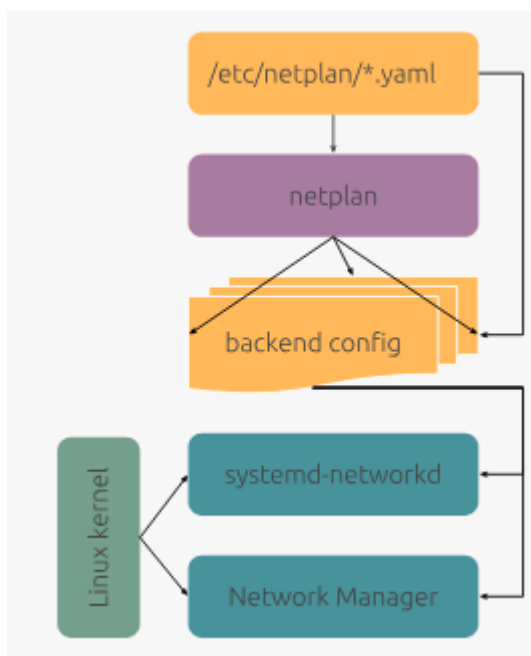 /etc/netplan/*.yaml
netplan
backend config
systemd-networkd
Linux kernel
Network Manager